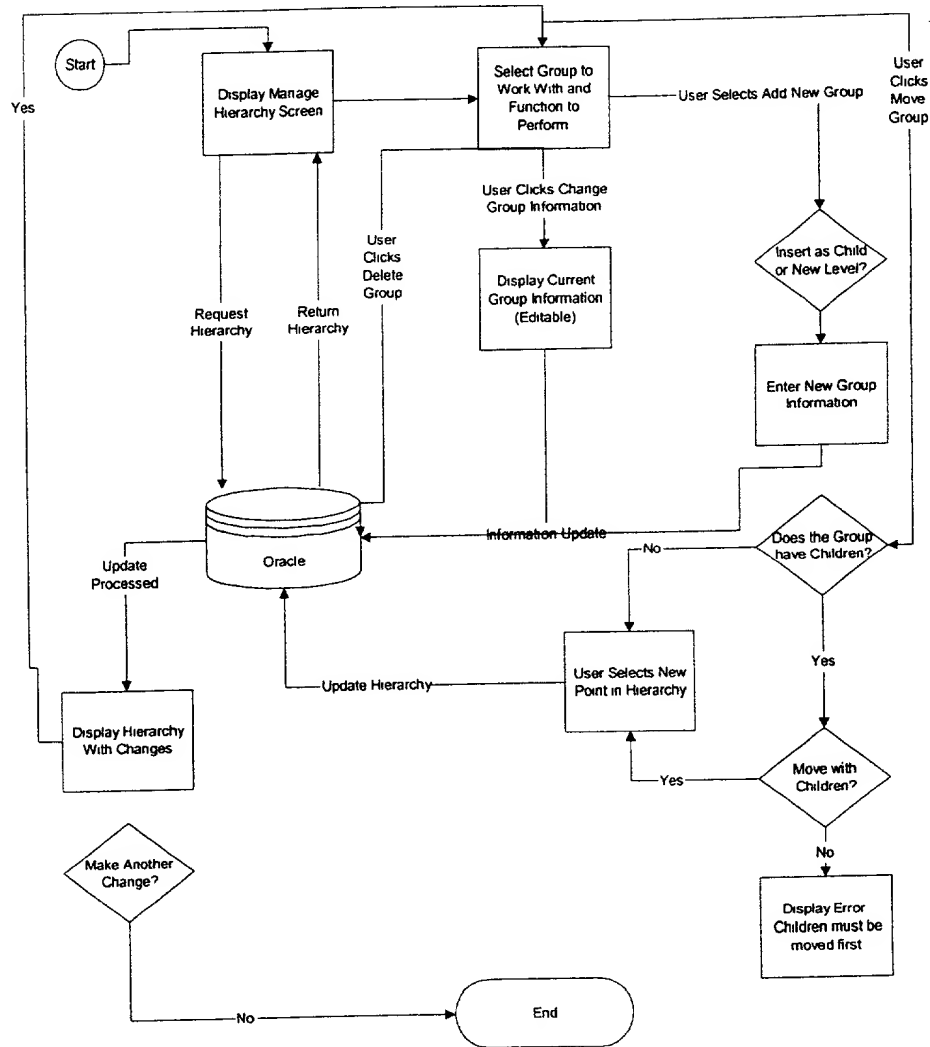 Start
Yes
Display Manage
Hierarchy Screen
Select Group to
Work With and
Function to
Perform
User Selects Add New Group
User
Clicks
Move
Group
User Clicks Change
Group Information
User
Clicks
Delete
Group
Insert as Child
or New Level?
Display Current
Group Information
(Editable)
Request
Hierarchy
Return
Hierarchy
Enter New Group
Information
Oracle
Information Update
Does the Group
have Children?
No
Update
Processed
Yes
User Selects New
Point in Hierarchy
Update Hierarchy
Display Hierarchy
With Changes
Move with
Children?
Yes
No
Make Another
Change?
Display Error
Children must be
moved first
No
End